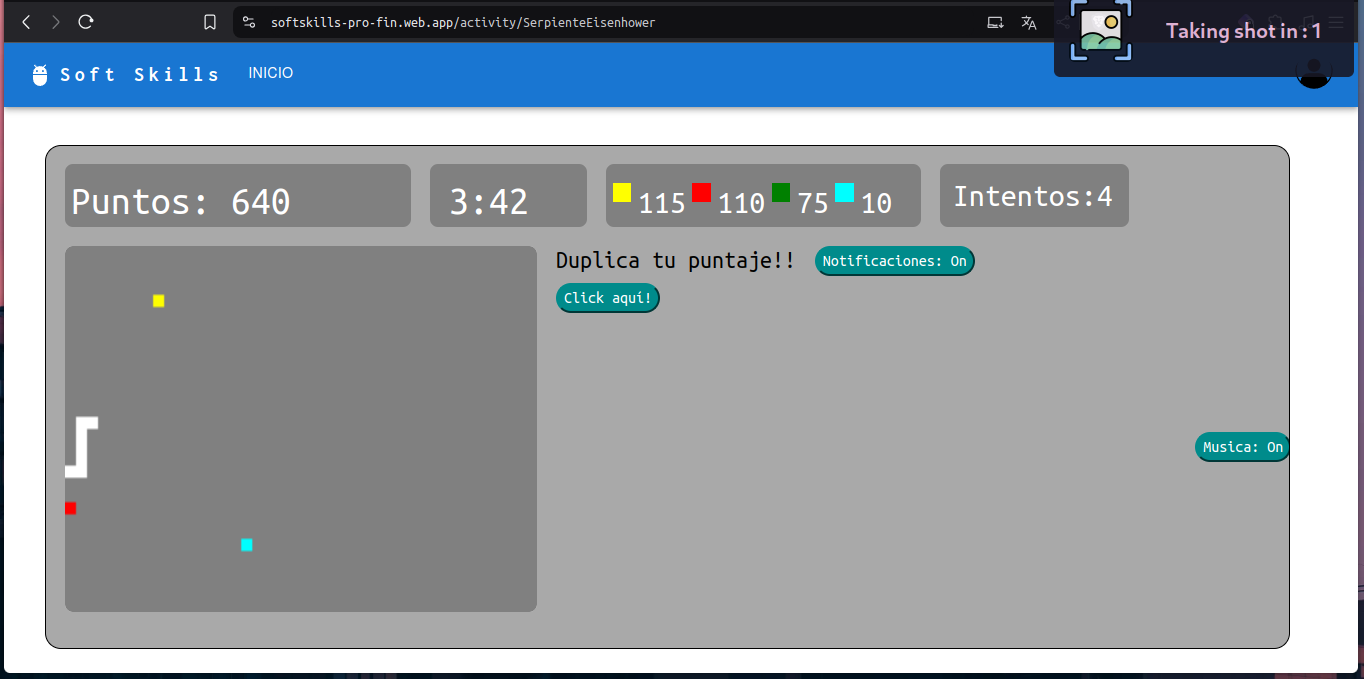 softskills-pro-fin.web.app/activity/SerpienteEisenhower
Taking shot in : 1
Soft Skills INICIO
Puntos: 640
3:42
115 110 75 10
Intentos:4
Duplica tu puntaje!! Notificaciones: On
Click aquí!
Musica: On